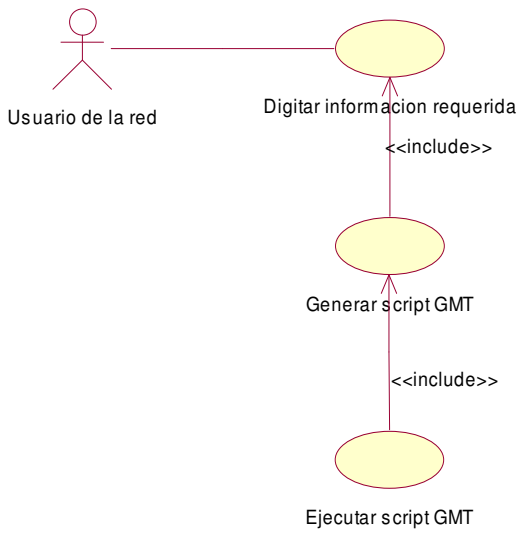 Usuario de la red
Digitar informacion requerida
<<include>>
Generar script GMT
<<include>>
Ejecutar script GMT